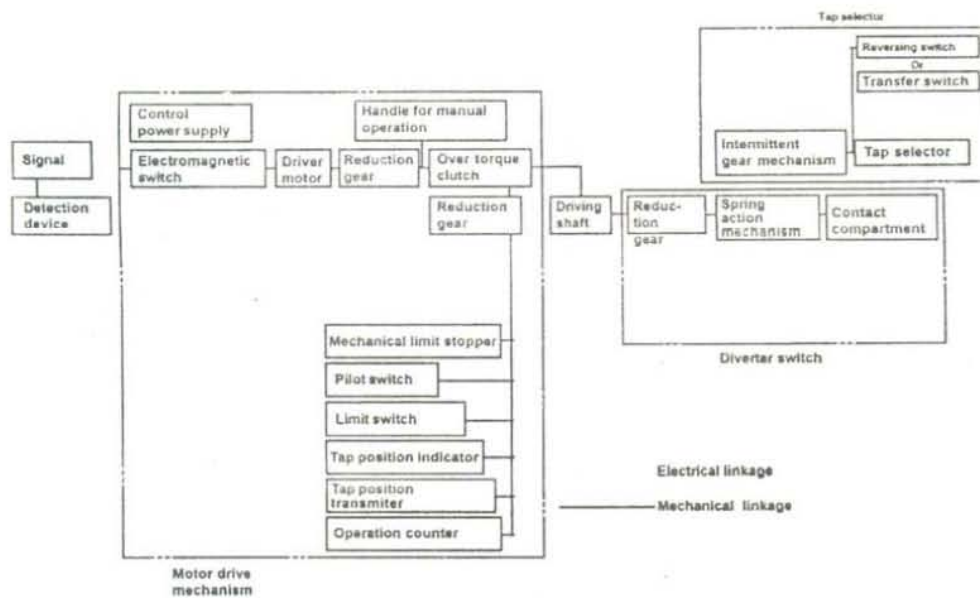 Tap selector
Reversing switch
Or
Transfer switch
Intermittent
gear mechanism
Tap selector
Control
power supply
Handle for manual
operation
Signal
Electromagnetic
switch
Driver
motor
Reduction
gear
Over torque
clutch
Detection
device
Reduction
gear
Driving
shaft
Reduc-
tion
gear
Spring
action
mechanism
Contact
compartment
Mechanical limit stopper
Diverter switch
Pilot switch
Limit switch
Tap position indicator
Electrical linkage
Tap position
transmiter
Mechanical linkage
Operation counter
Motor drive
mechanism